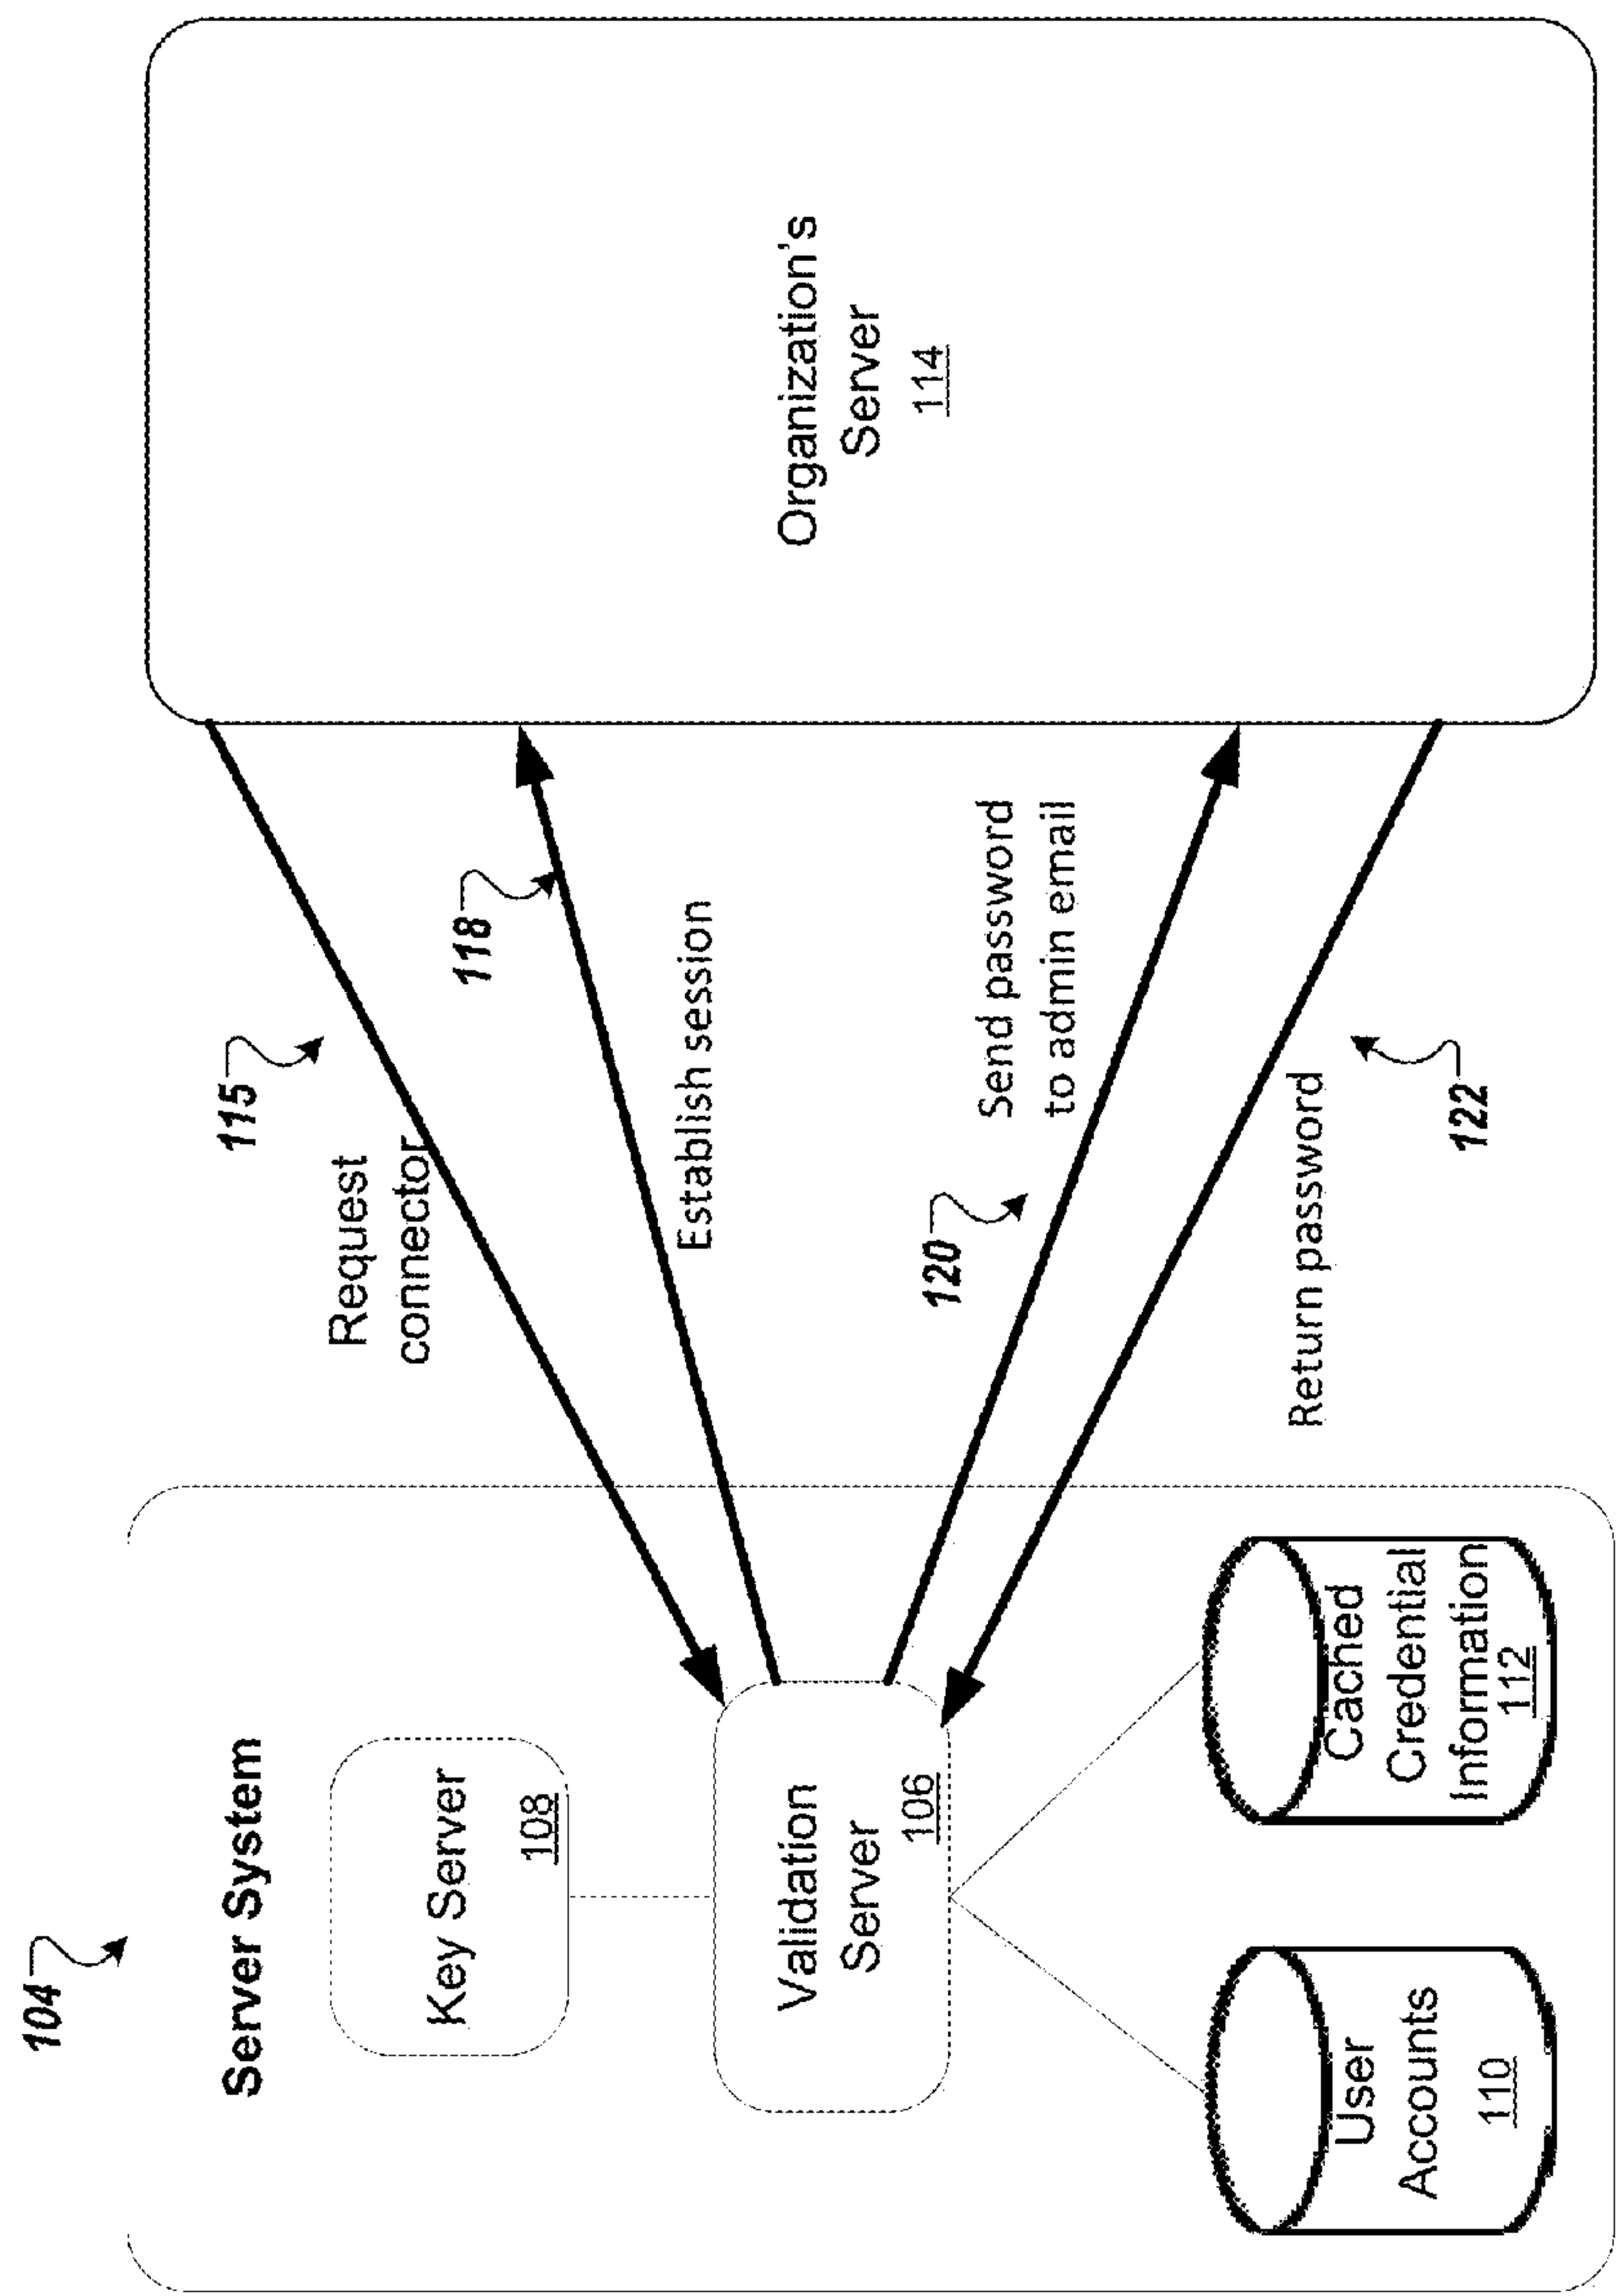 104
Server System
Key Server
108
Validation
Server
106
User
Accounts
110
Cached
Credential
Information
112
115
Request
connector
118
Establish session
120
Send password
to admin email
Return password
122
Organization's
Server
114